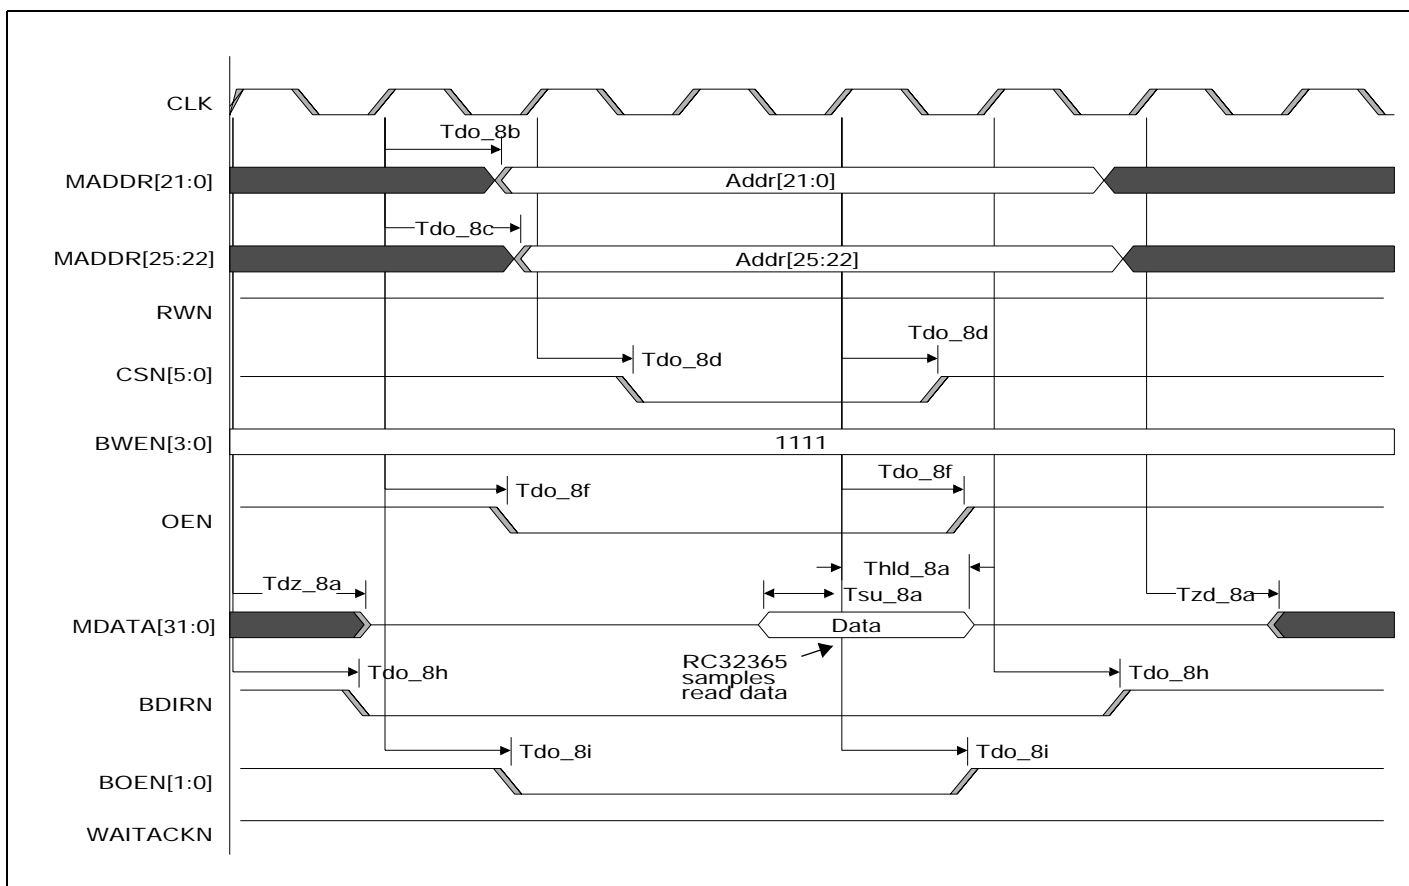 CLK
Tdo_8b
MADDR[21:0]
Addr[21:0]
Tdo_8c
MADDR[25:22]
Addr[25:22]
RWN
Tdo_8d
Tdo_8d
CSN[5:0]
BWEN[3:0]
1111
Tdo_8f
Tdo_8f
OEN
Thld_8a
Tdz_8a
Tsu_8a
Tzd_8a
MDATA[31:0]
Data
RC32365
samples
read data
Tdo_8h
Tdo_8h
BDIRN
Tdo_8i
Tdo_8i
BOEN[1:0]
WAITACKN